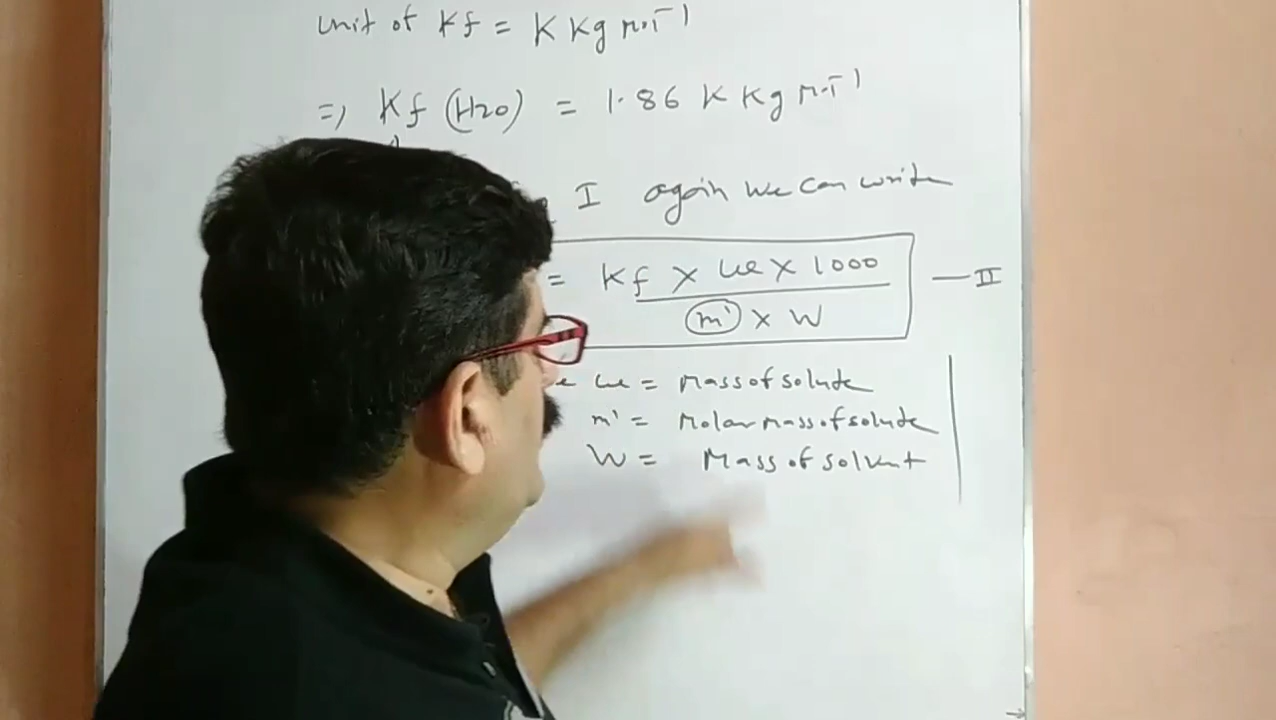 Unit of Kf = K Kg mol⁻¹
=> Kf (H2O) = 1.86 K Kg mol⁻¹
I again we can write
= Kf × w × 1000 — II
m' × W
w = Mass of solute
m' = Molar mass of solute
W = Mass of solvent